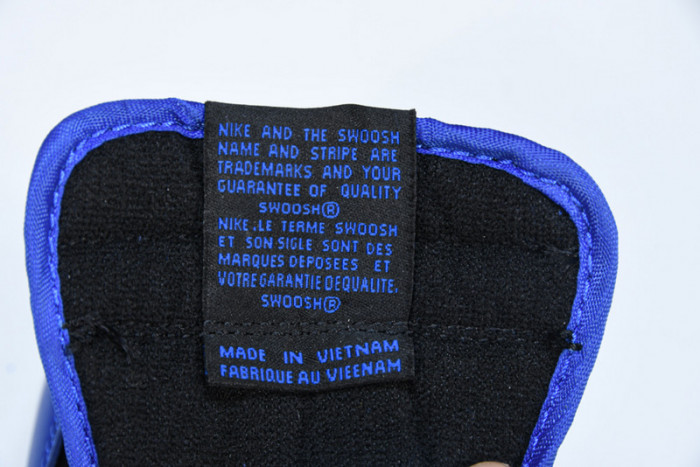 NIKE AND THE SWOOSH
NAME AND STRIPE ARE
TRADEMARKS AND YOUR
GUARANTEE OF QUALITY
SWOOSH®
NIKE.LE TERME SWOOSH
ET SON SIGLE SONT DES
MARQUES DEPOSEES ET
VOTRE GARANTIE DEQUALITE.
SWOOSH®
MADE IN VIETNAM
FABRIQUE AU VIEENAM